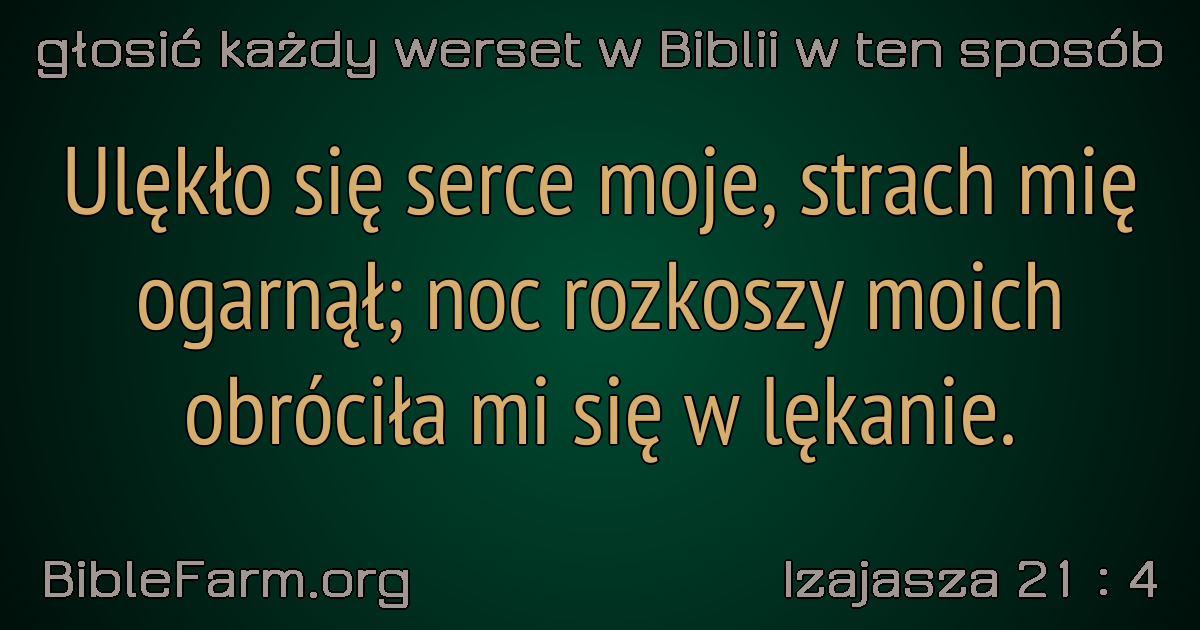 głosić każdy werset w Biblii w ten sposób
Ulękło się serce moje, strach mię
ogarnął; noc rozkoszy moich
obróciła mi się w lękanie.
BibleFarm.org
Izajasza 21 : 4